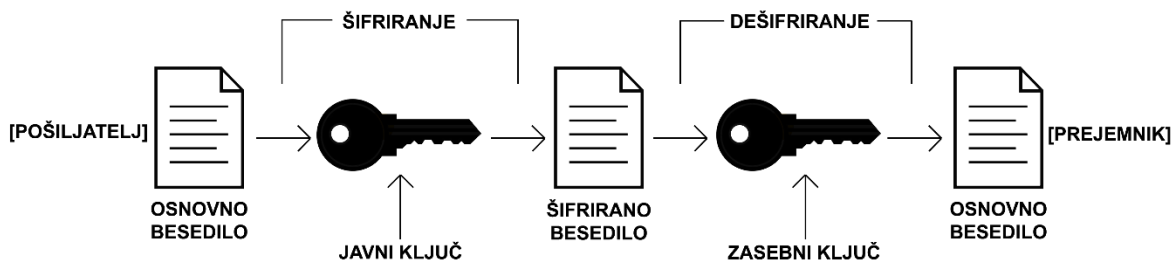 ŠIFRIRANJE
DEŠIFRIRANJE
[POŠILJATELJ]
[PREJEMNIK]
OSNOVNO
BESEDILO
ŠIFRIRANO
BESEDILO
OSNOVNO
BESEDILO
JAVNI KLJUČ
ZASEBNI KLJUČ